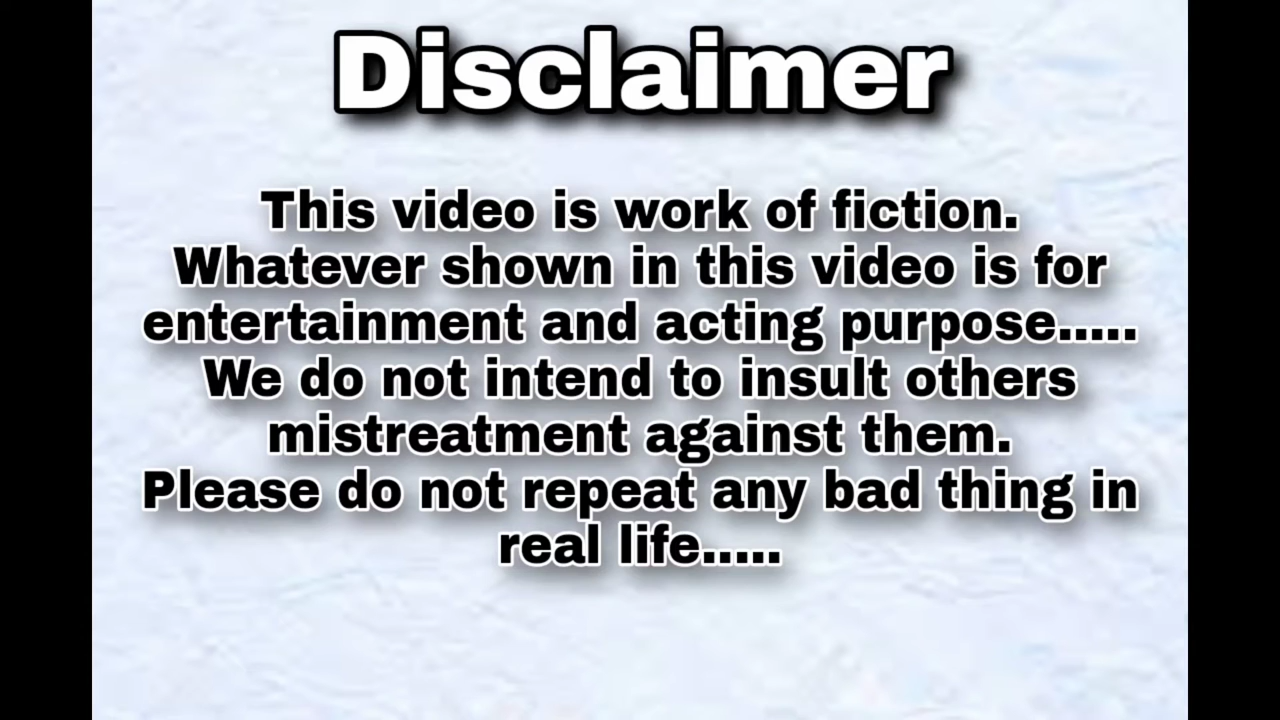 Disclaimer
This video is work of fiction.
Whatever shown in this video is for
entertainment and acting purpose.....
We do not intend to insult others
mistreatment against them.
Please do not repeat any bad thing in
real life.....